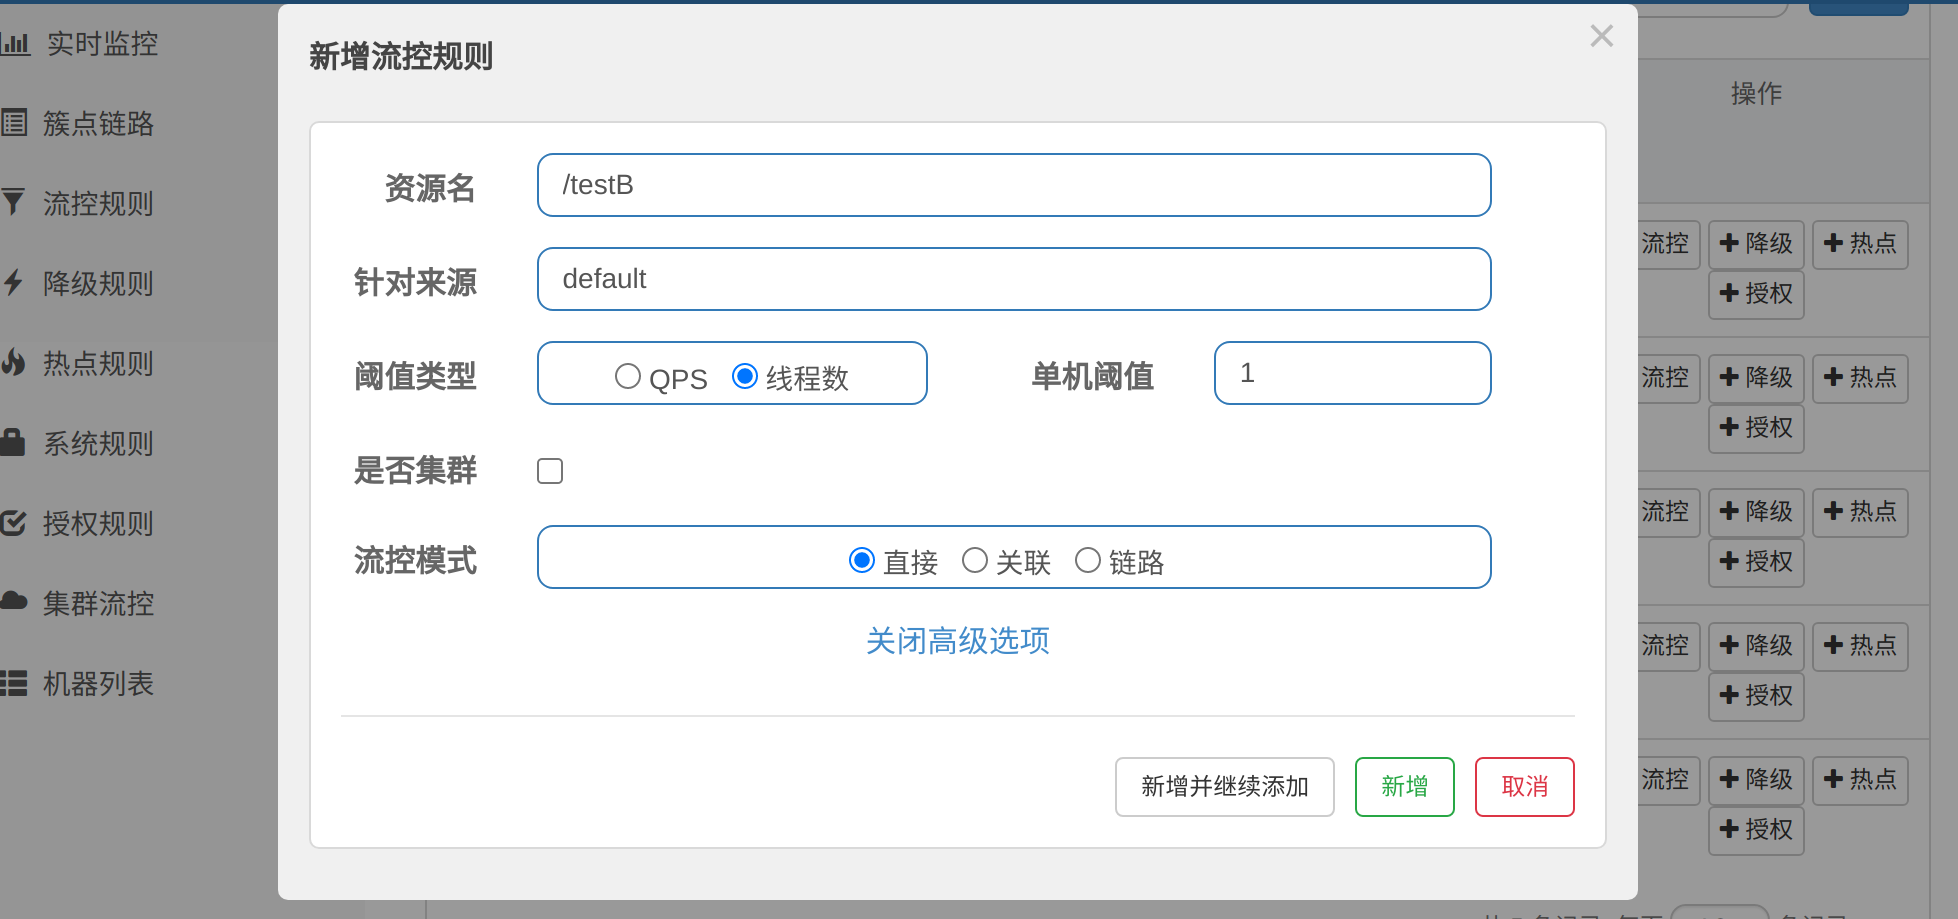 实时监控
簇点链路
流控规则
降级规则
热点规则
系统规则
授权规则
集群流控
机器列表
新增流控规则
×
资源名 /testB
针对来源 default
阈值类型 QPS 线程数 单机阈值 1
是否集群
流控模式 直接 关联 链路
关闭高级选项
新增并继续添加 新增 取消
操作
流控 + 降级 + 热点
+ 授权
流控 + 降级 + 热点
+ 授权
流控 + 降级 + 热点
+ 授权
流控 + 降级 + 热点
+ 授权
流控 + 降级 + 热点
+ 授权